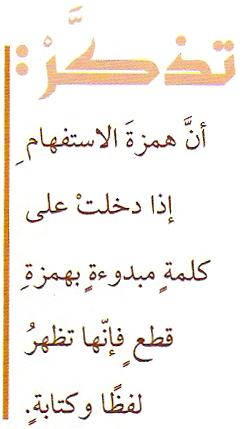 تذكَّرْ:
أنَّ همزةَ الاستفهامِ
إذا دخلتْ على
كلمةٍ مبدوءةٍ بهمزةِ
قطعٍ فإنّها تظهرُ
لفظًا وكتابةٍ.